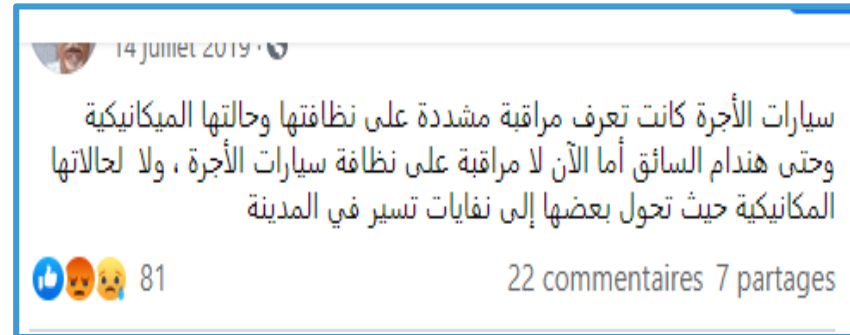 14 juillet 2019
سيارات الأجرة كانت تعرف مراقبة مشددة على نظافتها وحالتها الميكانيكية
وحتى هندام السائق أما الآن لا مراقبة على نظافة سيارات الأجرة ، ولا لحالاتها
المكانيكية حيث تحول بعضها إلى نفايات تسير في المدينة
81 22 commentaires 7 partages